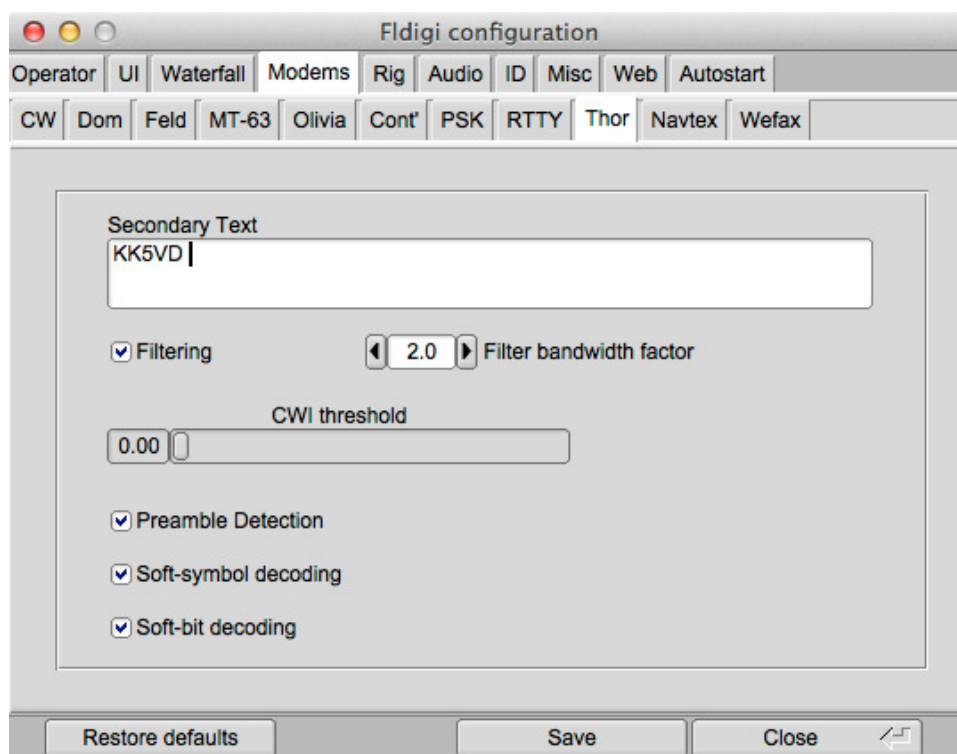 Fldigi configuration
Operator UI Waterfall Modems Rig Audio ID Misc Web Autostart
CW Dom Feld MT-63 Olivia Cont' PSK RTTY Thor Navtex Wefax
Secondary Text
KK5VD
Filtering 2.0 Filter bandwidth factor
CWI threshold
0.00
Preamble Detection
Soft-symbol decoding
Soft-bit decoding
Restore defaults Save Close